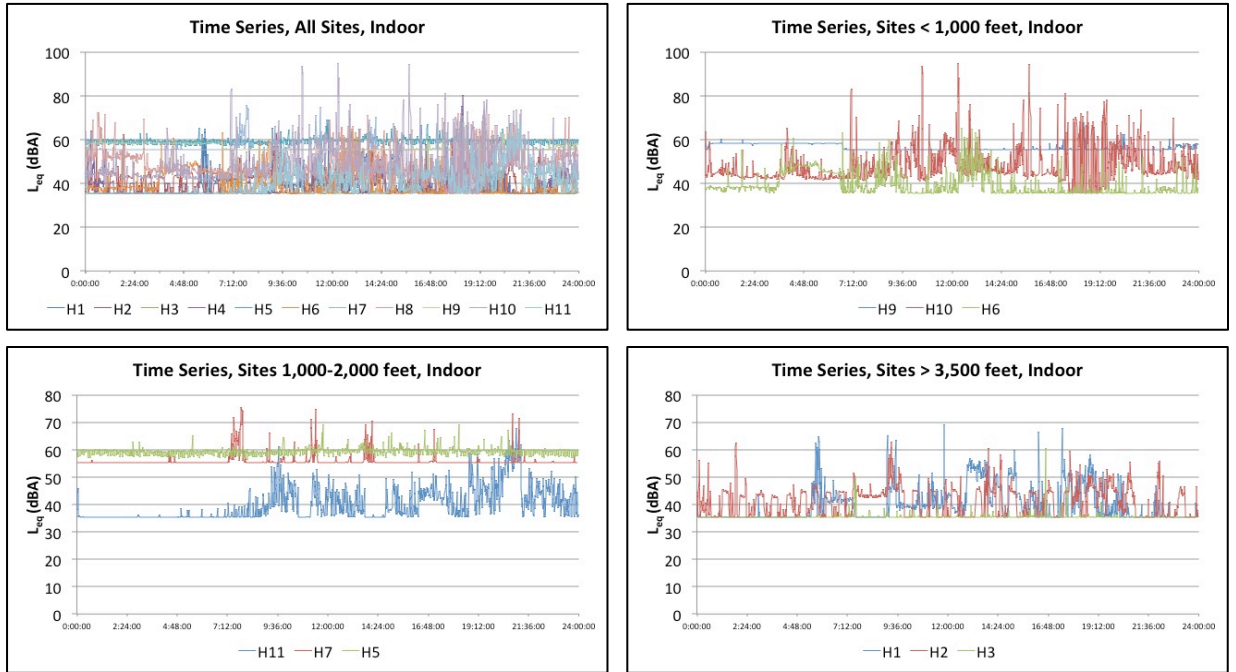 Time Series, All Sites, Indoor
100
80
60
40
20
0
Leq (dBA)
0:00:00 2:24:00 4:48:00 7:12:00 9:36:00 12:00:00 14:24:00 16:48:00 19:12:00 21:36:00 24:00:00
H1 H2 H3 H4 H5 H6 H7 H8 H9 H10 H11
Time Series, Sites < 1,000 feet, Indoor
100
80
60
40
20
0
Leq (dBA)
0:00:00 2:24:00 4:48:00 7:12:00 9:36:00 12:00:00 14:24:00 16:48:00 19:12:00 21:36:00 24:00:00
H9 H10 H6
Time Series, Sites 1,000-2,000 feet, Indoor
80
70
60
50
40
30
20
10
0
Leq (dBA)
0:00:00 2:24:00 4:48:00 7:12:00 9:36:00 12:00:00 14:24:00 16:48:00 19:12:00 21:36:00 24:00:00
H11 H7 H5
Time Series, Sites > 3,500 feet, Indoor
80
70
60
50
40
30
20
10
0
Leq (dBA)
0:00:00 2:24:00 4:48:00 7:12:00 9:36:00 12:00:00 14:24:00 16:48:00 19:12:00 21:36:00 24:00:00
H1 H2 H3